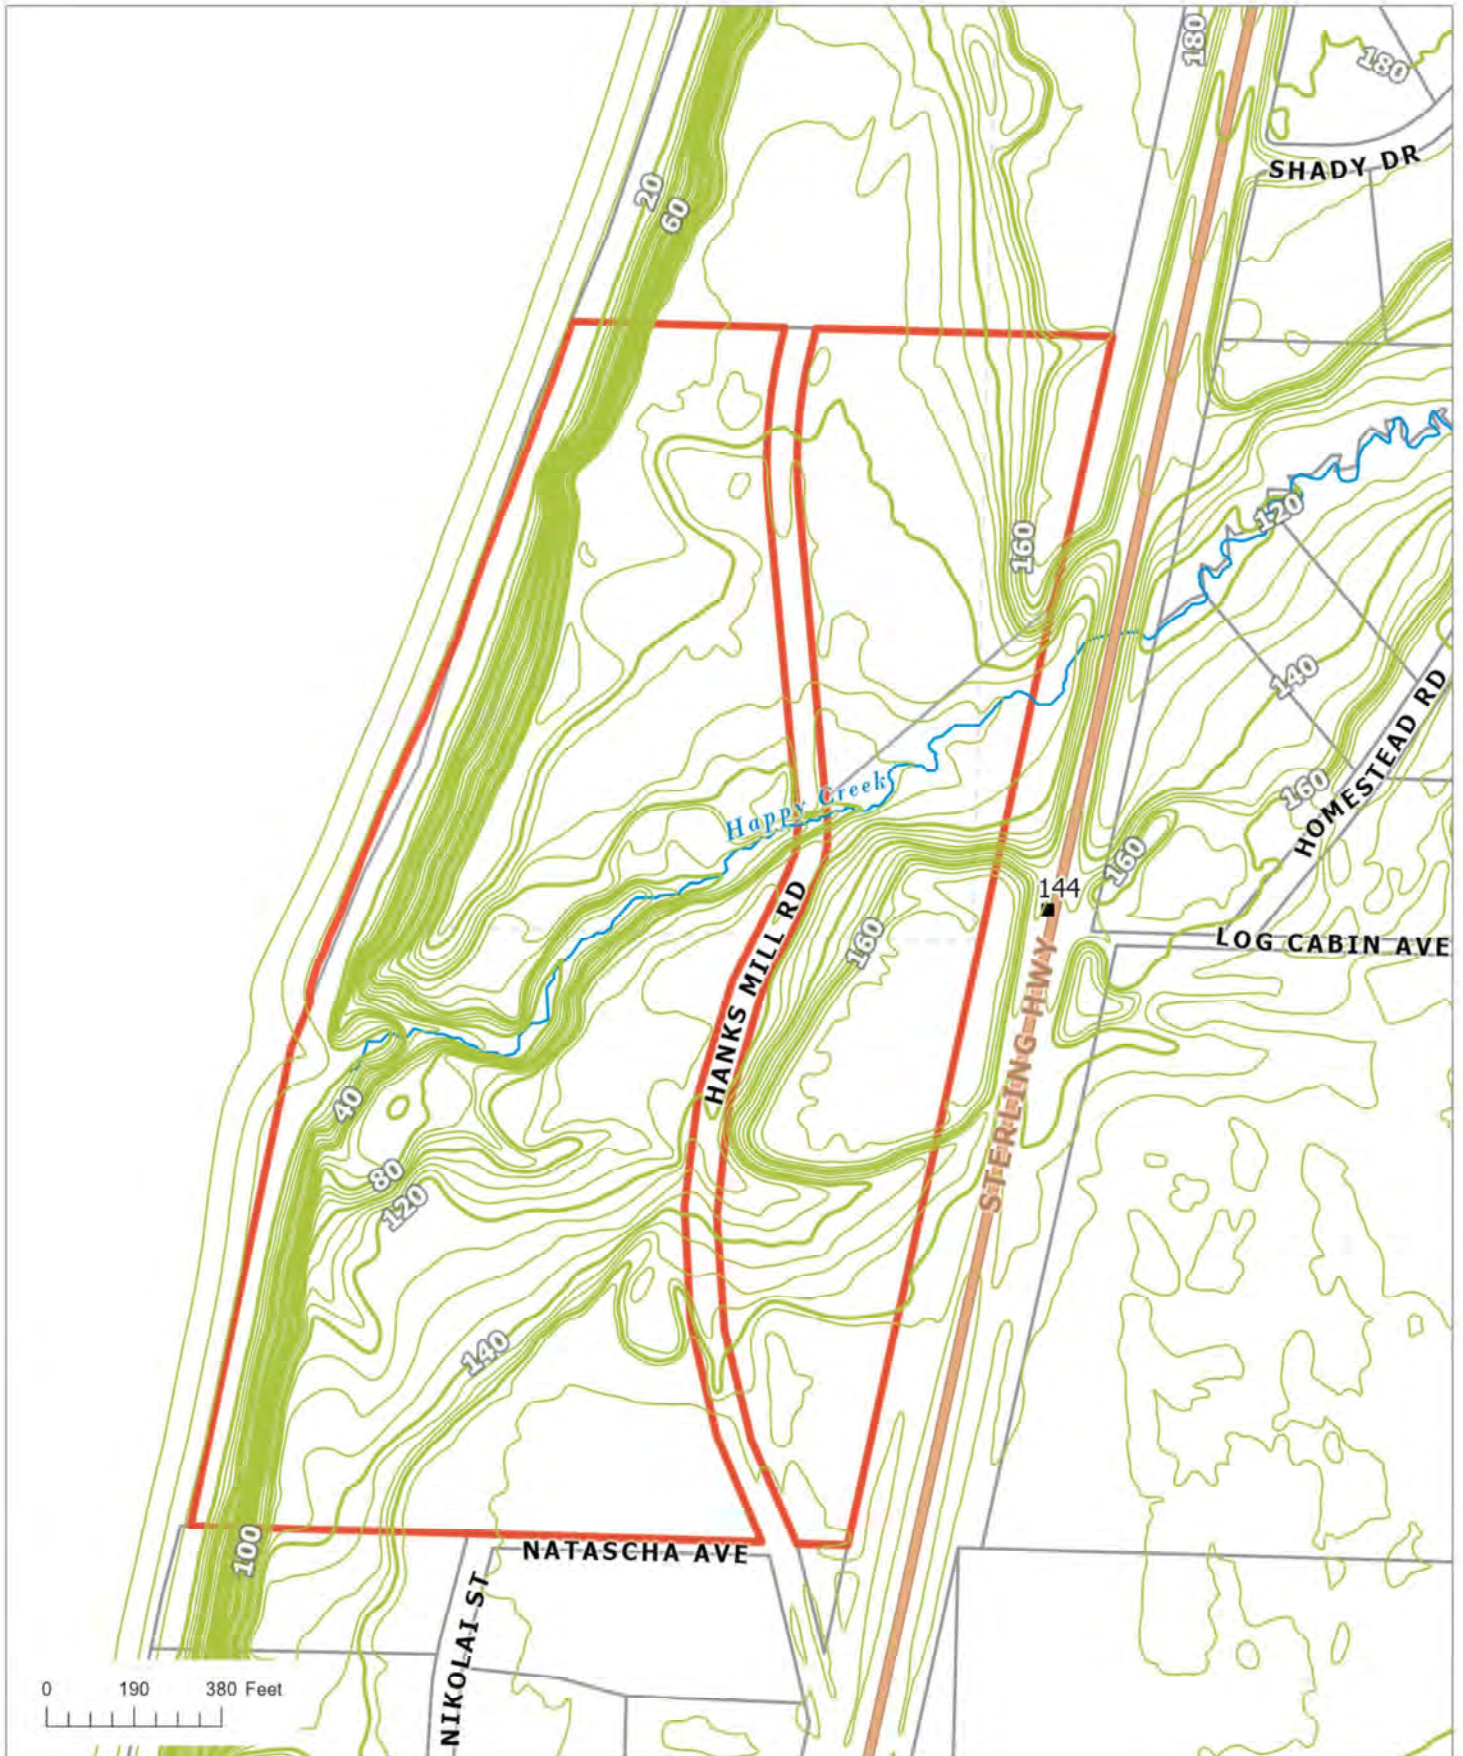 180
180
SHADY DR
20
60
160
120
140
HOMESTEAD RD
160
Happy Creek
160
144
HANKS MILL RD
160
LOG CABIN AVE
STERLING HWY
40
80
120
140
100
NATASCHA AVE
NIKOLAI ST
0 190 380 Feet